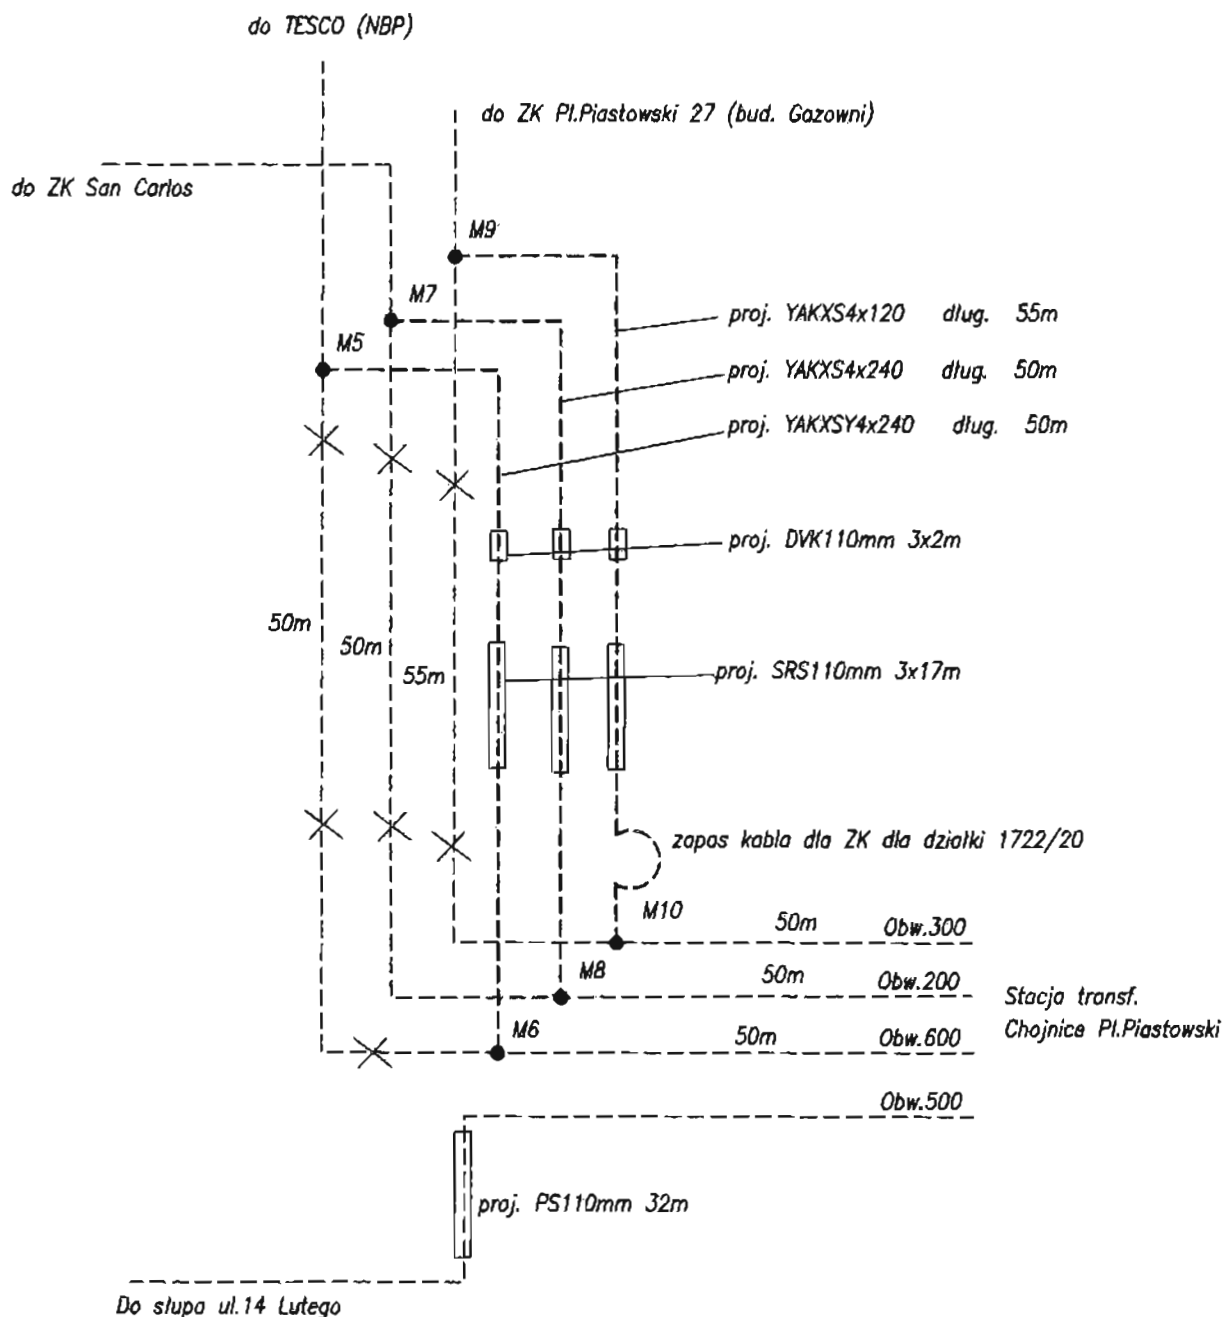 do TESCO (NBP)
do ZK Pl.Piastowski 27 (bud. Gazowni)
do ZK San Carlos
M9
M7
M5
proj. YAKXS4x120 dług. 55m
proj. YAKXS4x240 dług. 50m
proj. YAKXSY4x240 dług. 50m
proj. DVK110mm 3x2m
50m
50m
55m
proj. SRS110mm 3x17m
zapas kabla dla ZK dla działki 1722/20
M10
50m Obw.300
M8
50m Obw.200
Stacja transf.
Chojnice Pl.Piastowski
M6
50m Obw.600
Obw.500
proj. PS110mm 32m
Do słupa ul.14 Lutego